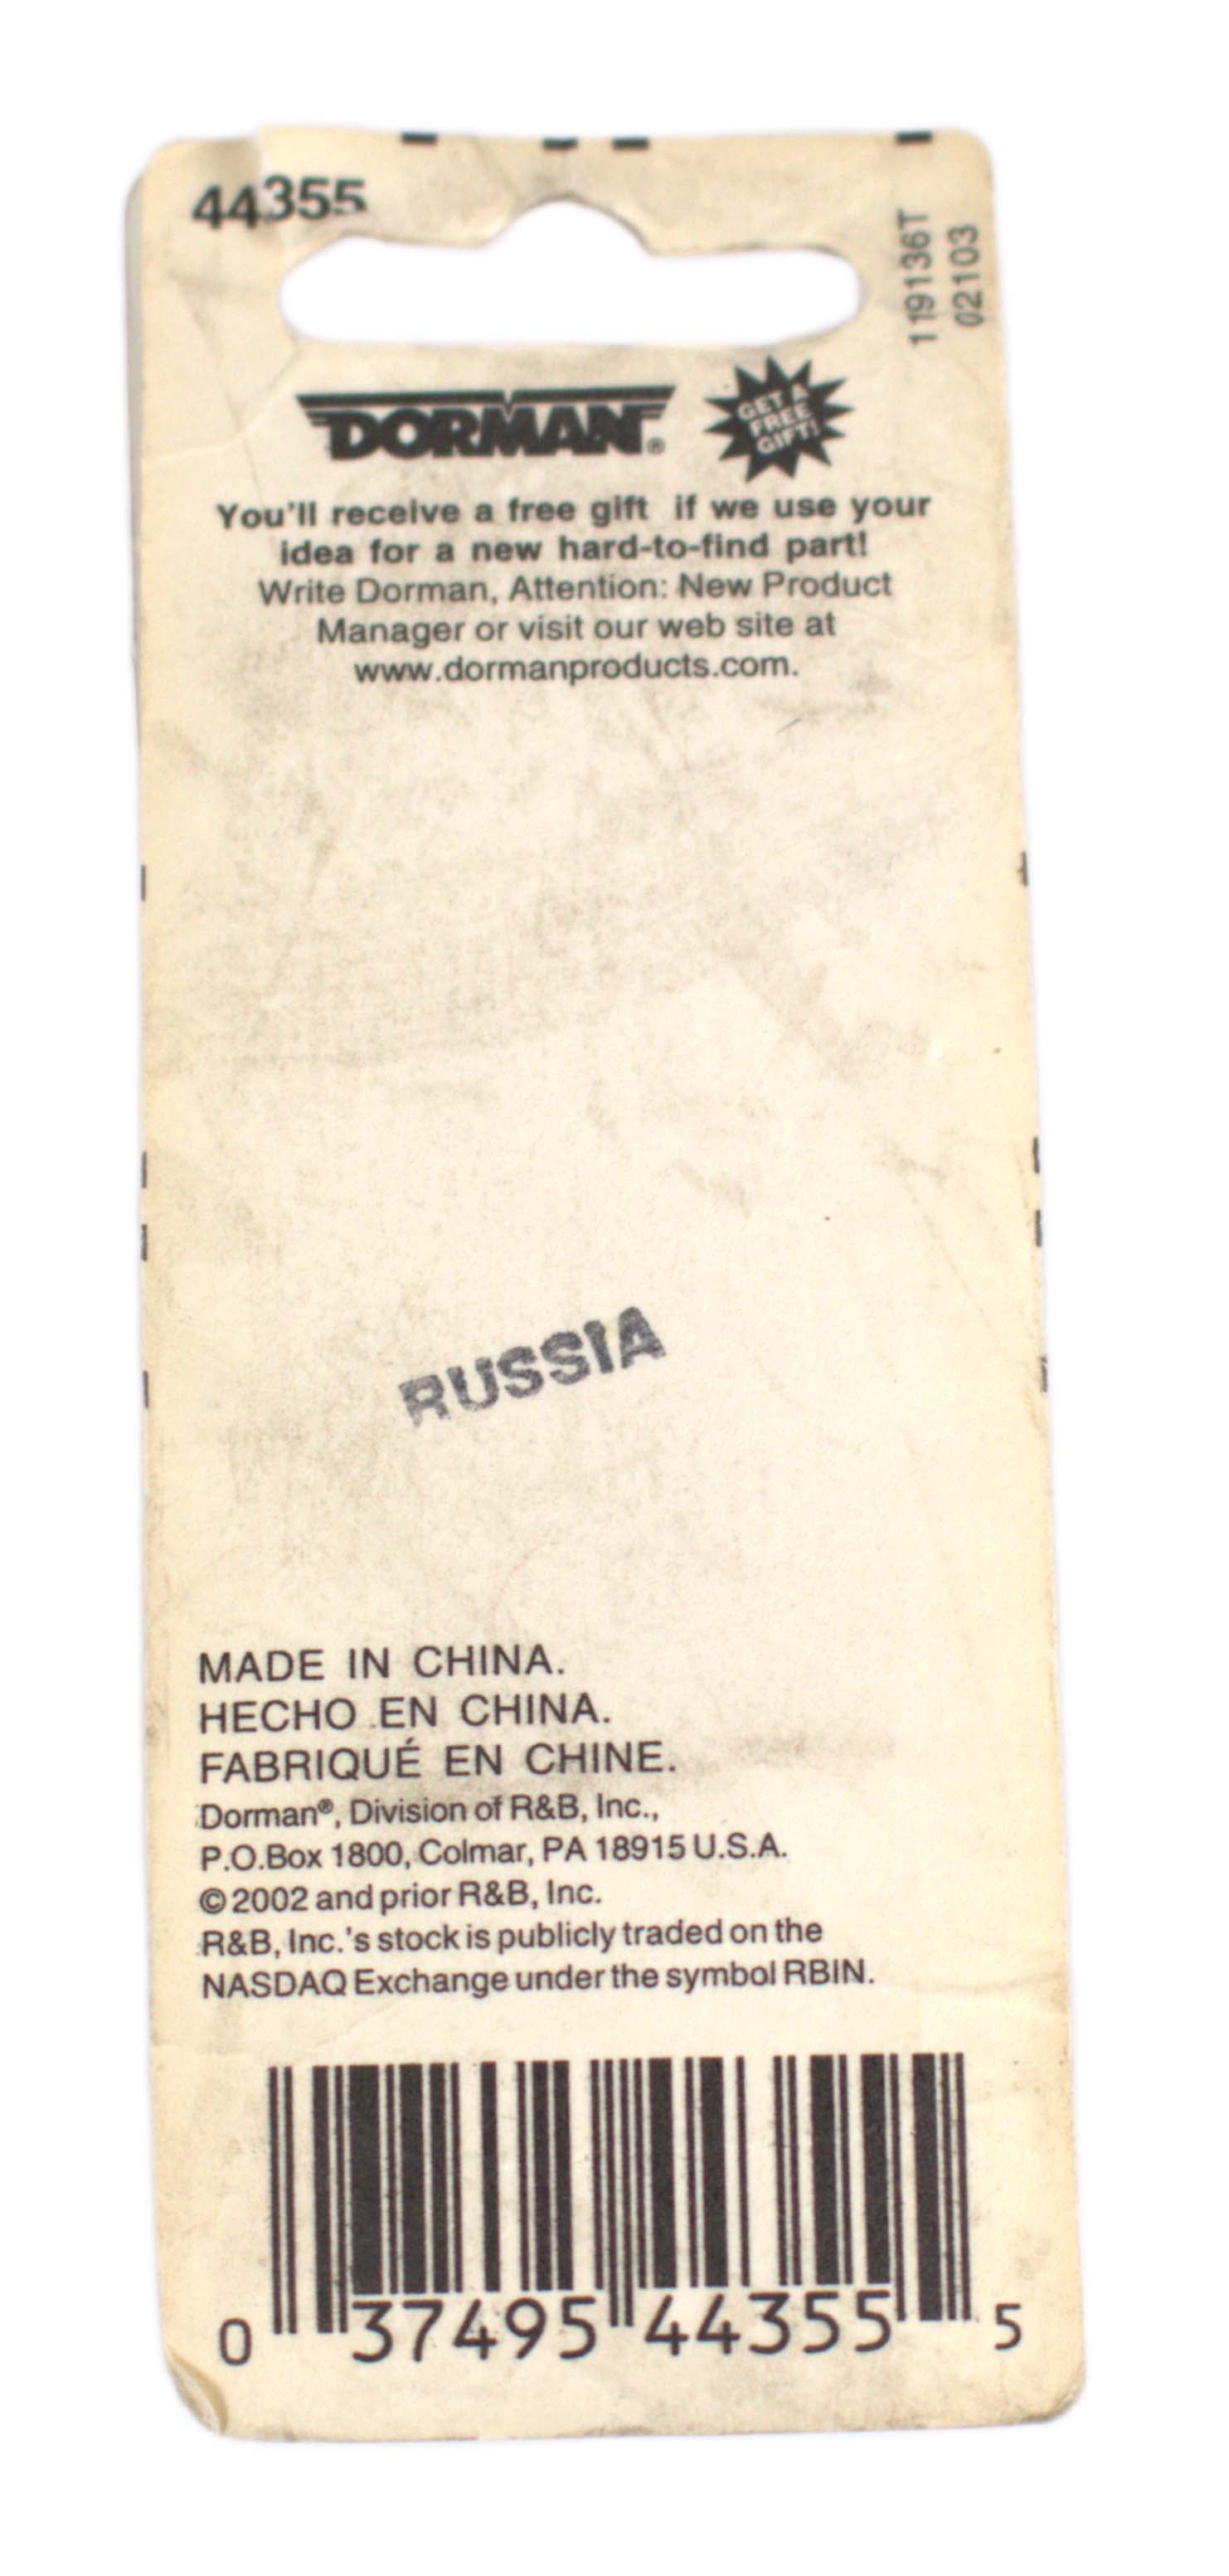 44355
119136T
02103
DORMAN®
GET A
FREE
GIFT!
You'll receive a free gift if we use your
idea for a new hard-to-find part!
Write Dorman, Attention: New Product
Manager or visit our web site at
www.dormanproducts.com.
RUSSIA
MADE IN CHINA.
HECHO EN CHINA.
FABRIQUÉ EN CHINE.
Dorman®, Division of R&B, Inc.,
P.O.Box 1800, Colmar, PA 18915 U.S.A.
© 2002 and prior R&B, Inc.
R&B, Inc.'s stock is publicly traded on the
NASDAQ Exchange under the symbol RBIN.
0 37495 44355 5